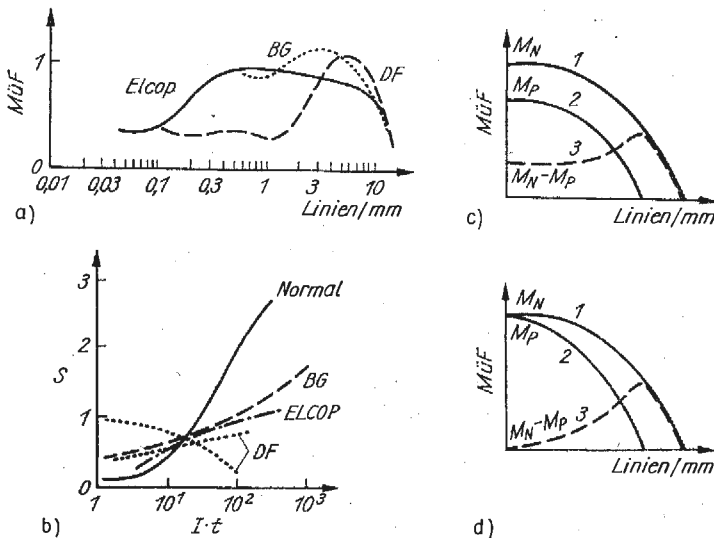 MüF
1
0
Elcop
BG
DF
0,01 0,03 0,1 0,3 1 3 10
Linien/mm
a)
S
3
2
1
0
Normal
BG
ELCOP
DF
1 10¹ 10² 10³
I·t
b)
MüF
M_N
M_P
M_N-M_P
1
2
3
Linien/mm
c)
MüF
M_N
M_P
M_N-M_P
1
2
3
Linien/mm
d)